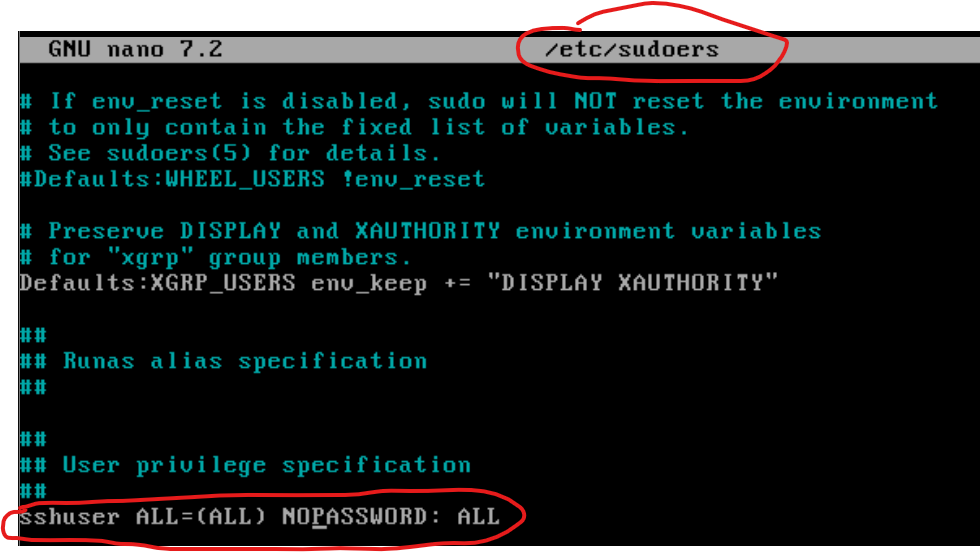 GNU nano 7.2 /etc/sudoers
# If env_reset is disabled, sudo will NOT reset the environment
# to only contain the fixed list of variables.
# See sudoers(5) for details.
#Defaults:WHEEL_USERS !env_reset
# Preserve DISPLAY and XAUTHORITY environment variables
# for "xgrp" group members.
Defaults:XGRP_USERS env_keep += "DISPLAY XAUTHORITY"
##
## Runas alias specification
##
##
## User privilege specification
##
sshuser ALL=(ALL) NOPASSWORD: ALL